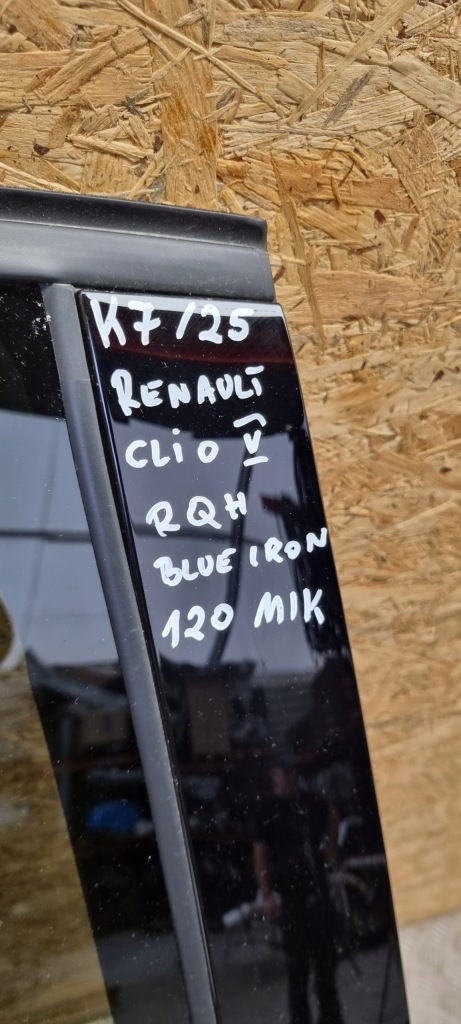 K7/25
RENAULT
CLiO V
RQH
BLUE IRON
120 MIK